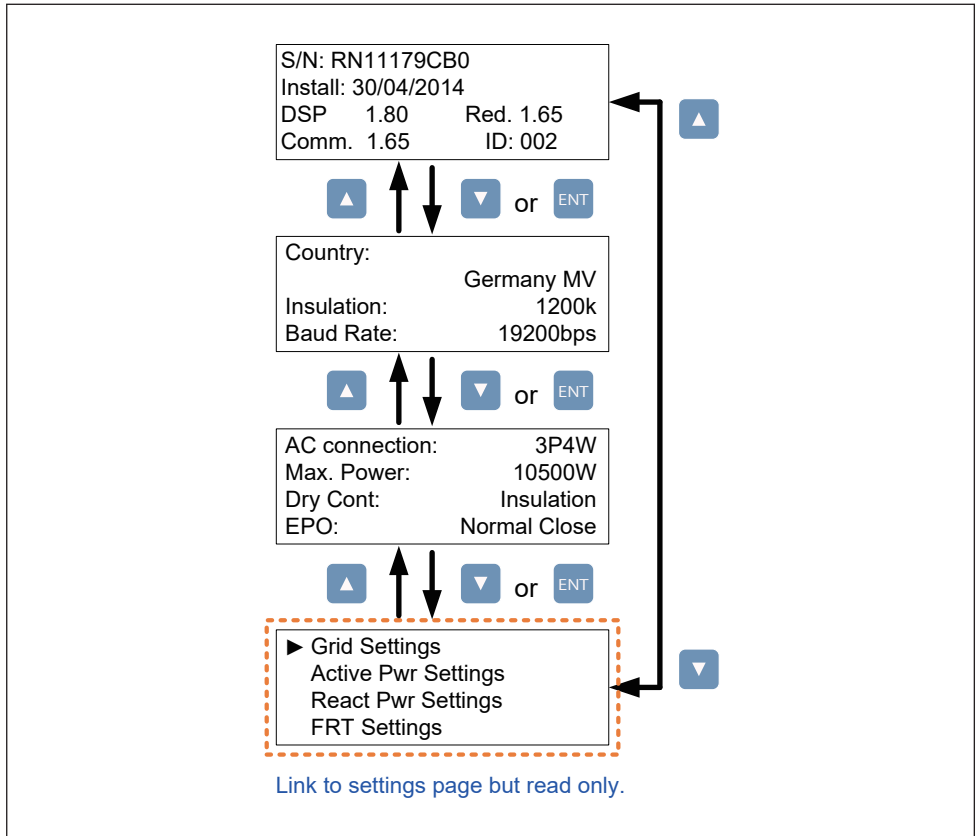 S/N: RN11179CB0
Install: 30/04/2014
DSP 1.80 Red. 1.65
Comm. 1.65 ID: 002
or ENT
Country:
Germany MV
Insulation: 1200k
Baud Rate: 19200bps
or ENT
AC connection: 3P4W
Max. Power: 10500W
Dry Cont: Insulation
EPO: Normal Close
or ENT
► Grid Settings
Active Pwr Settings
React Pwr Settings
FRT Settings
Link to settings page but read only.